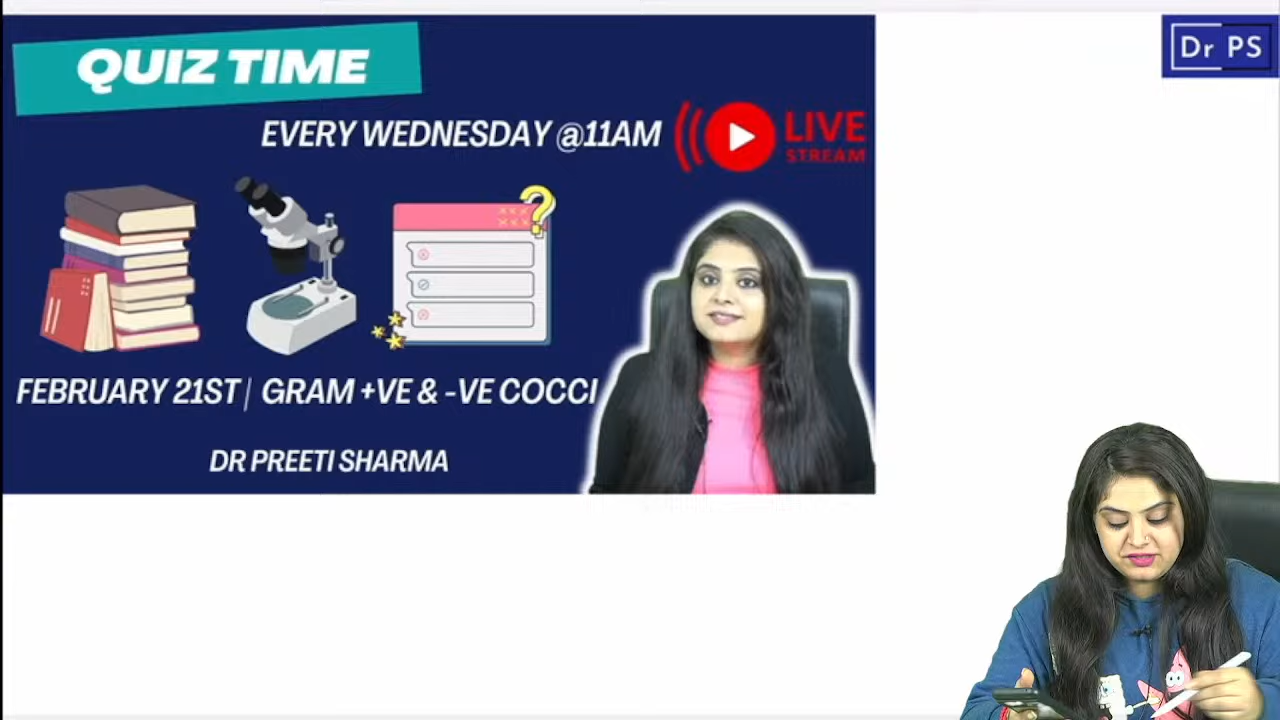 QUIZ TIME
Dr PS
EVERY WEDNESDAY @11AM
LIVE
STREAM
FEBRUARY 21ST | GRAM +VE & -VE COCCI
DR PREETI SHARMA